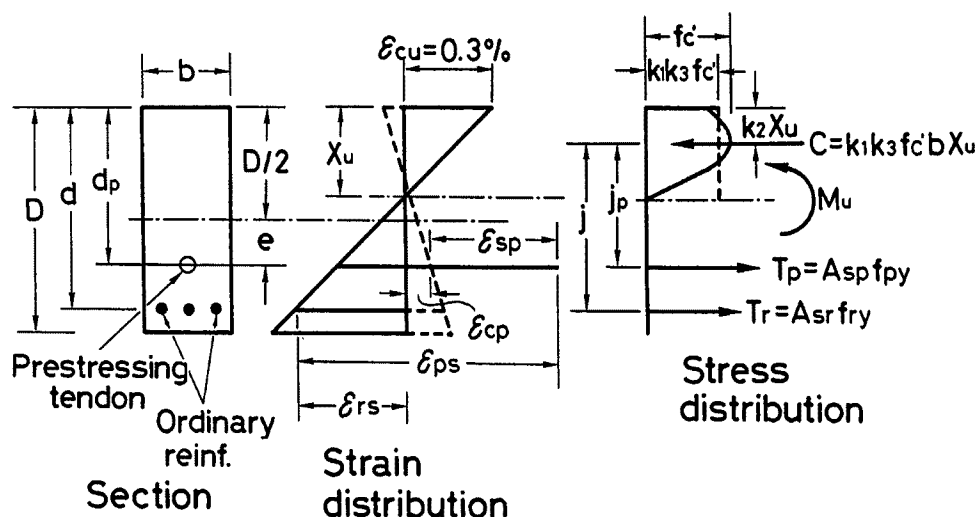 b
D
d
dp
Prestressing
tendon
Ordinary
reinf.
Section
εcu=0.3%
Xu
D/2
e
εsp
εcp
εps
εrs
Strain
distribution
fc'
k1k3fc'
k2Xu
C=k1k3fc'bXu
Mu
j
jp
Tp=Aspfpy
Tr=Asrfry
Stress
distribution